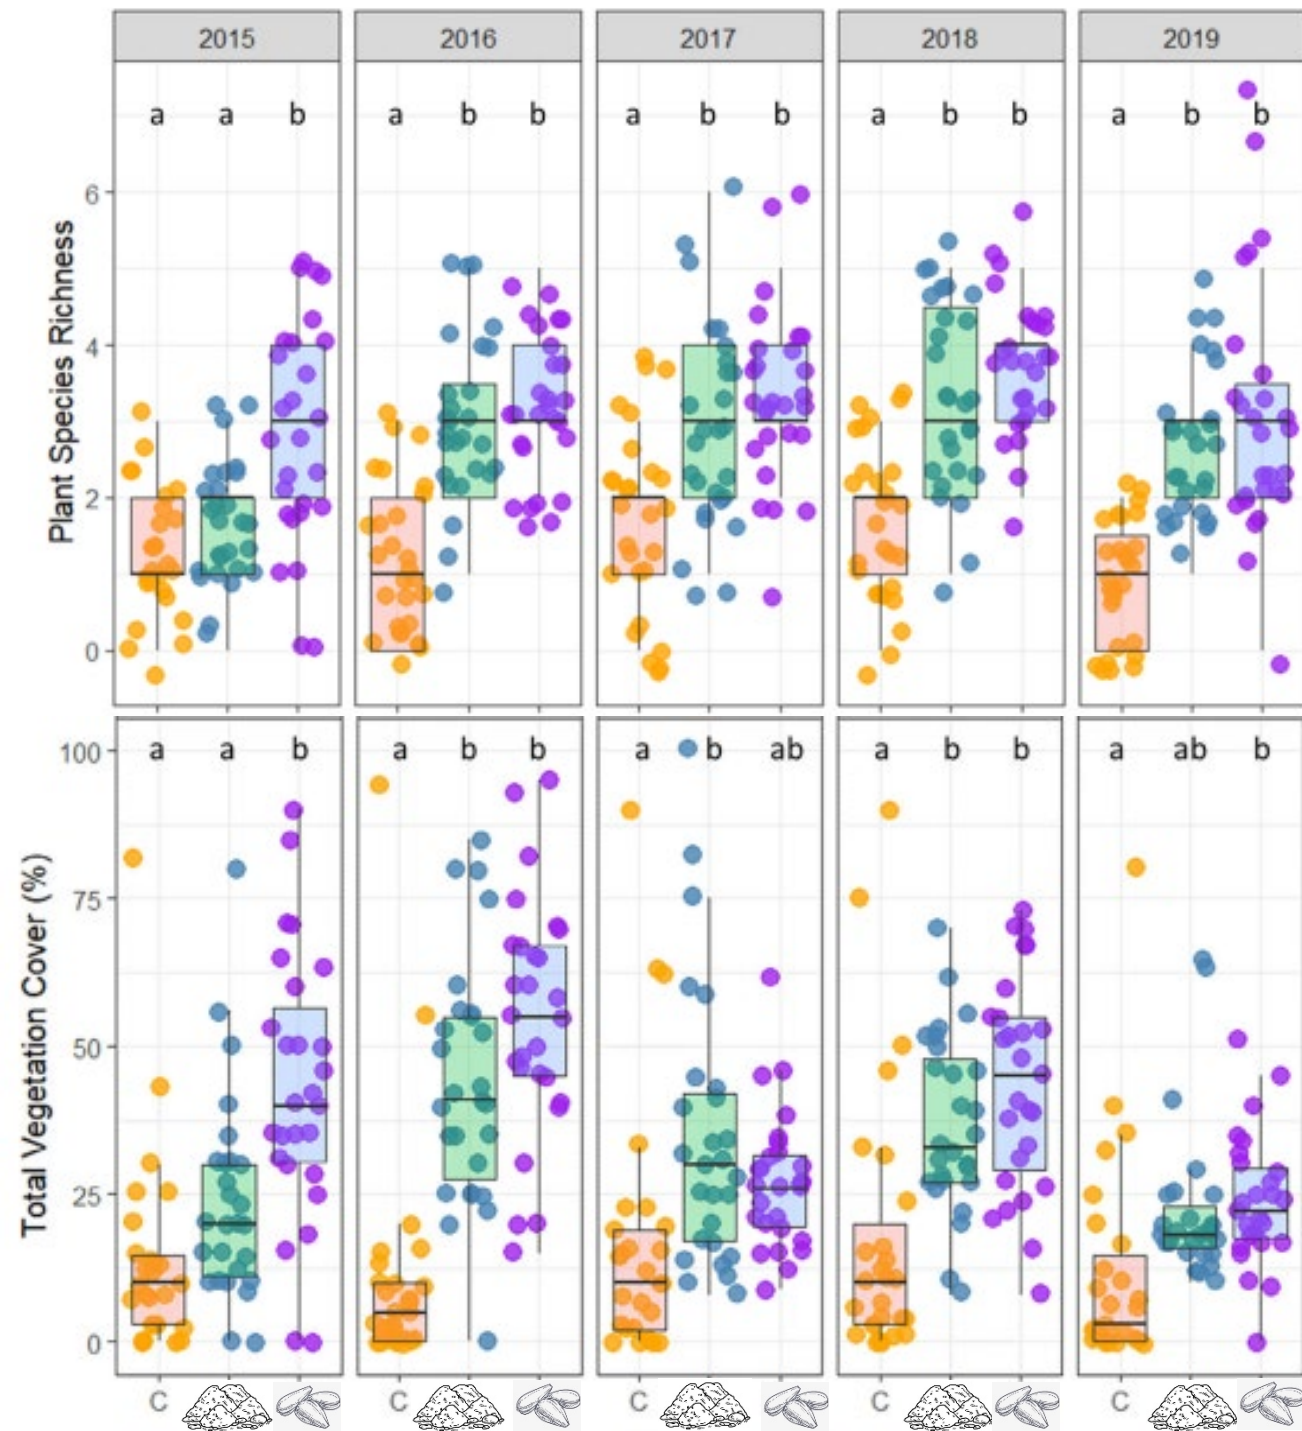 2015 2016 2017 2018 2019
a a b a b b a b b a b b a b b
6
4
2
0
Plant Species Richness
a a b a b b a b ab a b b a ab b
100
75
50
25
0
Total Vegetation Cover (%)
C C C C C